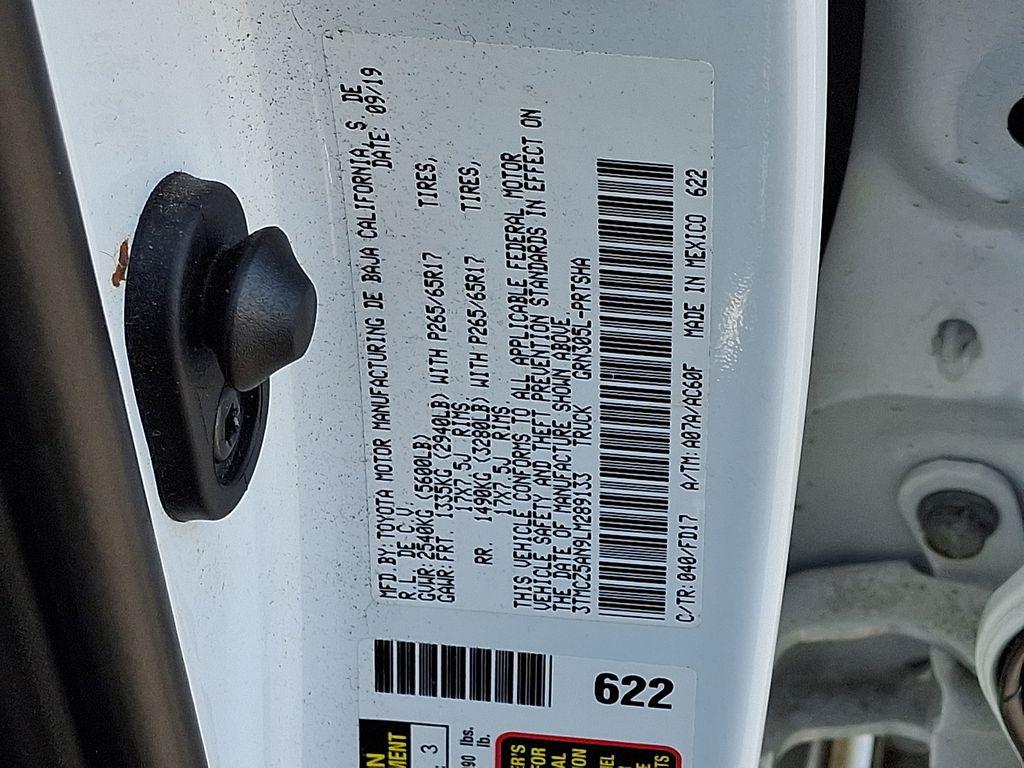 MFD BY: TOYOTA MOTOR MANUFACTURING DE BAJA CALIFORNIA, S. DE
R.L. DE C.V. DATE: 09/19
GVWR: 2540KG (5600LB)
GAWR: FRT. 1335KG (2940LB) WITH P265/65R17 TIRES,
17X7.5J RIMS
RR. 1490KG (3280LB) WITH P265/65R17 TIRES,
17X7.5J RIMS
THIS VEHICLE CONFORMS TO ALL APPLICABLE FEDERAL MOTOR
VEHICLE SAFETY AND THEFT PREVENTION STANDARDS IN EFFECT ON
THE DATE OF MANUFACTURE SHOWN ABOVE.
3TMCZ5AN9LM289133 TRUCK GRN305L-PRTSHA
C/TR:040/FD17 A/TM:A07A/AC60F MADE IN MEXICO 622
622
3
lbs.
lb.